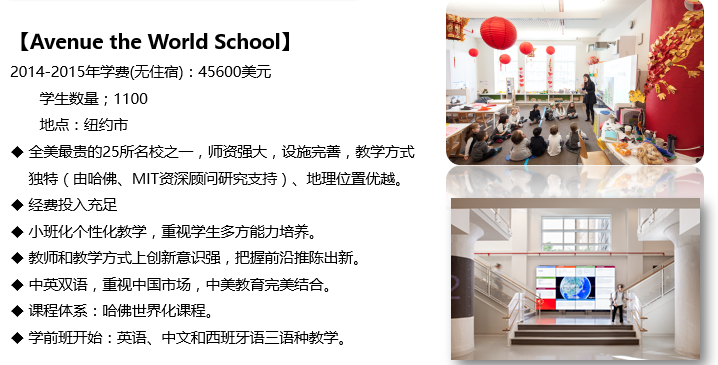 【Avenue the World School】
2014-2015年学费(无住宿)：45600美元
学生数量；1100
地点：纽约市
◆ 全美最贵的25所名校之一，师资强大，设施完善，教学方式
独特（由哈佛、MIT资深顾问研究支持）、地理位置优越。
◆ 经费投入充足
◆ 小班化个性化教学，重视学生多方能力培养。
◆ 教师和教学方式上创新意识强，把握前沿推陈出新。
◆ 中英双语，重视中国市场，中美教育完美结合。
◆ 课程体系：哈佛世界化课程。
◆ 学前班开始：英语、中文和西班牙语三语种教学。